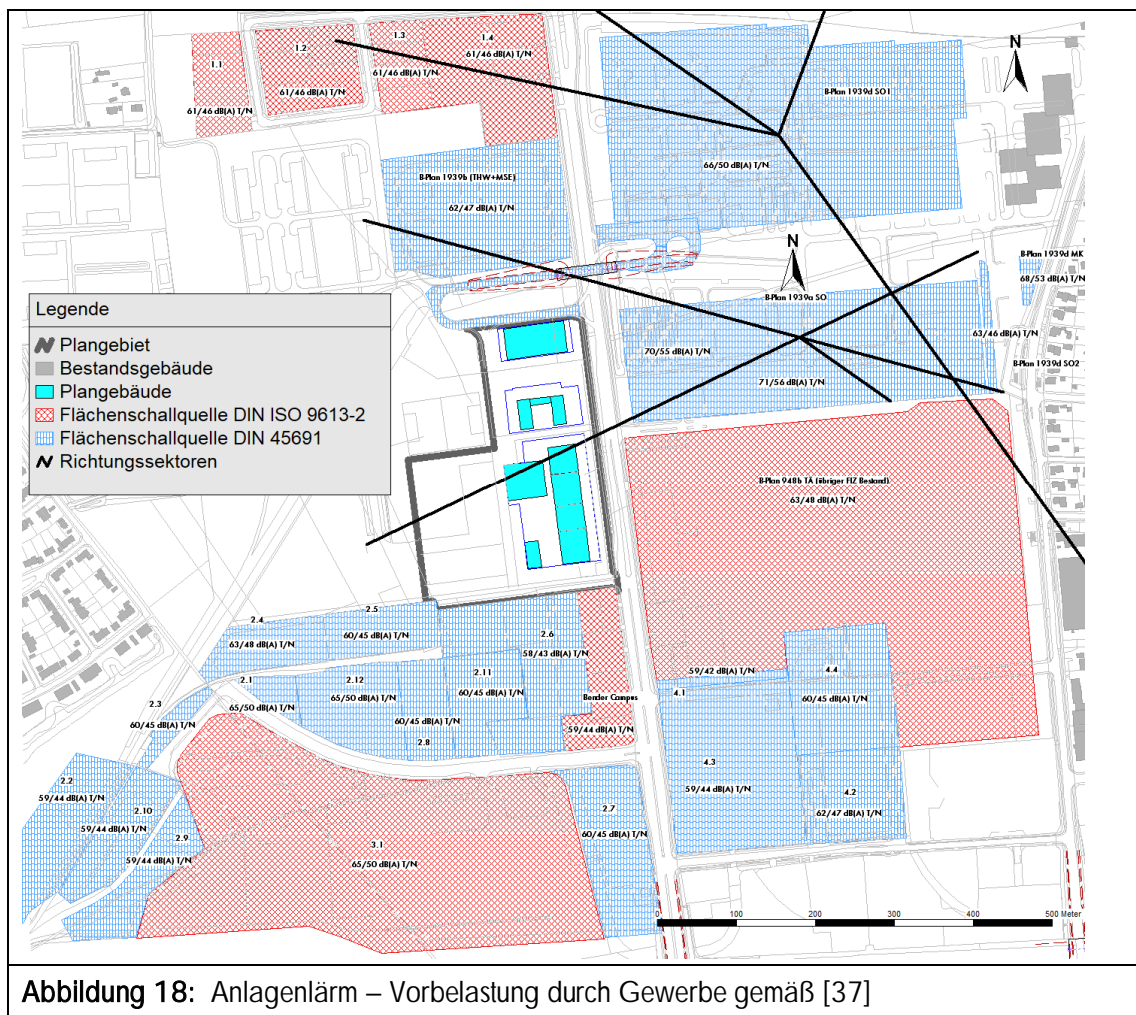 N
1.1
61/46 dB(A) T/N
1.2
61/46 dB(A) T/N
1.3
61/46 dB(A) T/N
1.4
61/46 dB(A) T/N
B-Plan 1939d SO1
66/50 dB(A) T/N
B-Plan 1939b (THW+MSE)
62/47 dB(A) T/N
N
B-Plan 1939d MK
68/53 dB(A) T/N
B-Plan 1939a SO
70/55 dB(A) T/N
71/56 dB(A) T/N
63/46 dB(A) T/N
B-Plan 1939d SO2
Legende
Plangebiet
Bestandsgebäude
Plangebäude
Flächenschallquelle DIN ISO 9613-2
Flächenschallquelle DIN 45691
Richtungssektoren
B-Plan 948b TÄ (übriger FIZ Bestand)
63/48 dB(A) T/N
2.4
63/48 dB(A) T/N
2.5
60/45 dB(A) T/N
2.6
58/43 dB(A) T/N
2.1
65/50 dB(A) T/N
2.12
65/50 dB(A) T/N
2.11
60/45 dB(A) T/N
60/45 dB(A) T/N
2.8
2.3
60/45 dB(A) T/N
Bender Campus
59/44 dB(A) T/N
59/42 dB(A) T/N
4.1
4.4
60/45 dB(A) T/N
4.3
59/44 dB(A) T/N
4.2
62/47 dB(A) T/N
2.2
59/44 dB(A) T/N
2.10
59/44 dB(A) T/N
2.9
59/44 dB(A) T/N
2.7
60/45 dB(A) T/N
3.1
65/50 dB(A) T/N
0 100 200 300 400 500 Meter
Abbildung 18: Anlagenlärm – Vorbelastung durch Gewerbe gemäß [37]